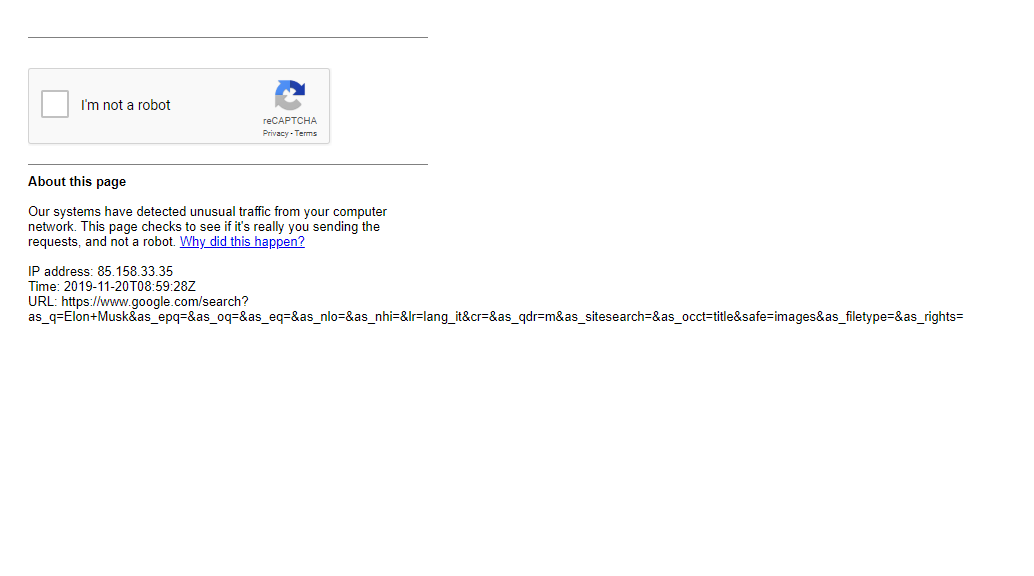 I'm not a robot
reCAPTCHA
Privacy - Terms
About this page
Our systems have detected unusual traffic from your computer
network. This page checks to see if it's really you sending the
requests, and not a robot. Why did this happen?
IP address: 85.158.33.35
Time: 2019-11-20T08:59:28Z
URL: https://www.google.com/search?
as_q=Elon+Musk&as_epq=&as_oq=&as_eq=&as_nlo=&as_nhi=&lr=lang_it&cr=&as_qdr=m&as_sitesearch=&as_occt=title&safe=images&as_filetype=&as_rights=